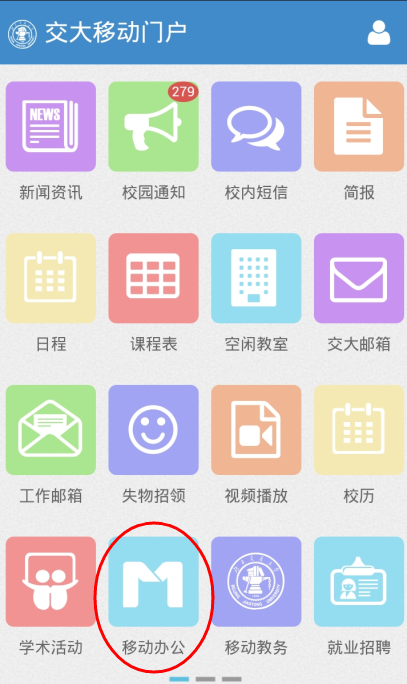 交大移动门户
NEWS
279
新闻资讯 校园通知 校内短信 简报
日程 课程表 空闲教室 交大邮箱
工作邮箱 失物招领 视频播放 校历
M
学术活动 移动办公 移动教务 就业招聘